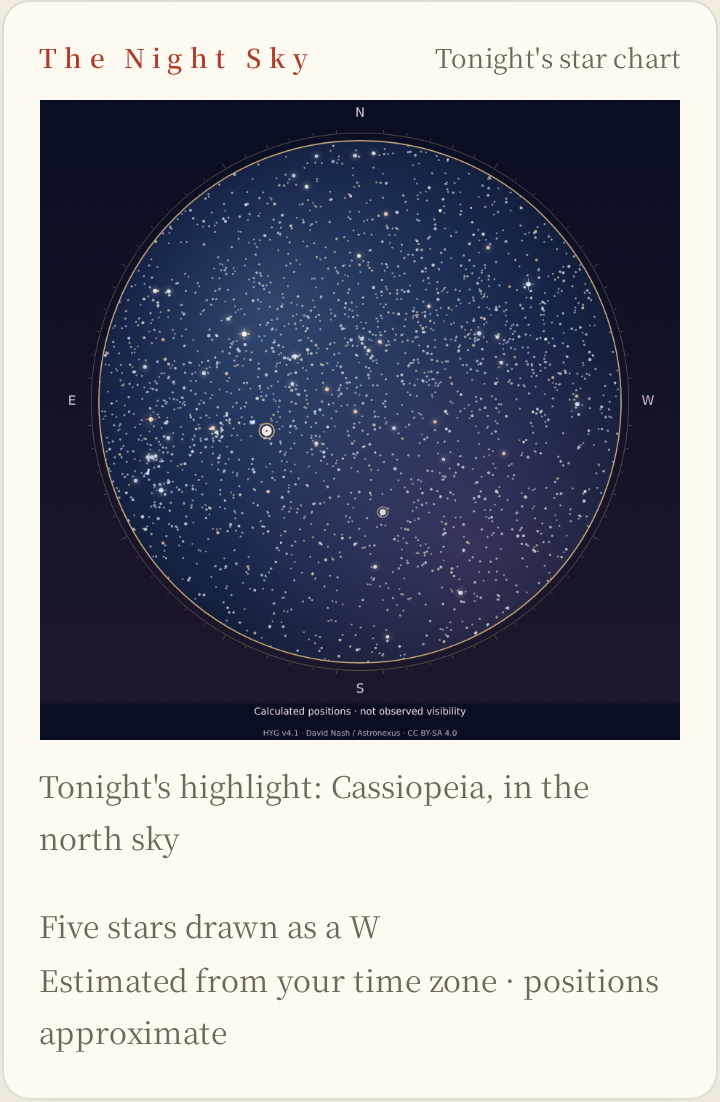 The Night Sky
Tonight's star chart
N
E
W
S
Calculated positions · not observed visibility
HYG v4.1 · David Nash / Astronexus · CC BY-SA 4.0
Tonight's highlight: Cassiopeia, in the
north sky
Five stars drawn as a W
Estimated from your time zone · positions
approximate